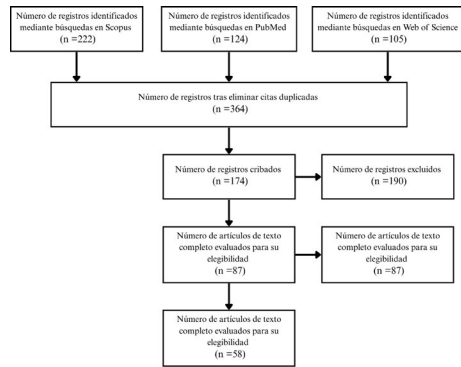 Número de registros identificados
mediante búsquedas en Scopus
(n =222)
Número de registros identificados
mediante búsquedas en PubMed
(n =124)
Número de registros identificados
mediante búsquedas en Web of Science
(n =105)
Número de registros tras eliminar citas duplicadas
(n =364)
Número de registros cribados
(n =174)
Número de registros excluidos
(n =190)
Número de artículos de texto
completo evaluados para su
elegibilidad
(n =87)
Número de artículos de texto
completo evaluados para su
elegibilidad
(n =87)
Número de artículos de texto
completo evaluados para su
elegibilidad
(n =58)